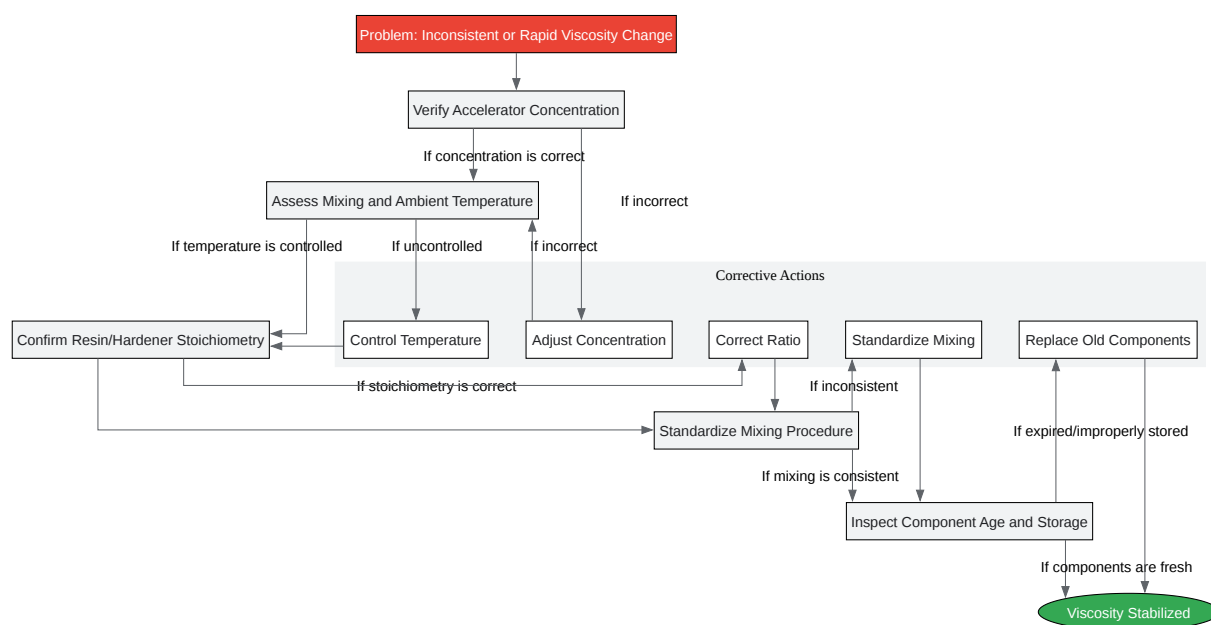 Problem: Inconsistent or Rapid Viscosity Change
Verify Accelerator Concentration
If concentration is correct
Assess Mixing and Ambient Temperature
If incorrect
If temperature is controlled
If uncontrolled
If incorrect
Corrective Actions
Confirm Resin/Hardener Stoichiometry
Control Temperature
Adjust Concentration
Correct Ratio
Standardize Mixing
Replace Old Components
If stoichiometry is correct
If inconsistent
Standardize Mixing Procedure
If expired/improperly stored
If mixing is consistent
Inspect Component Age and Storage
If components are fresh
Viscosity Stabilized